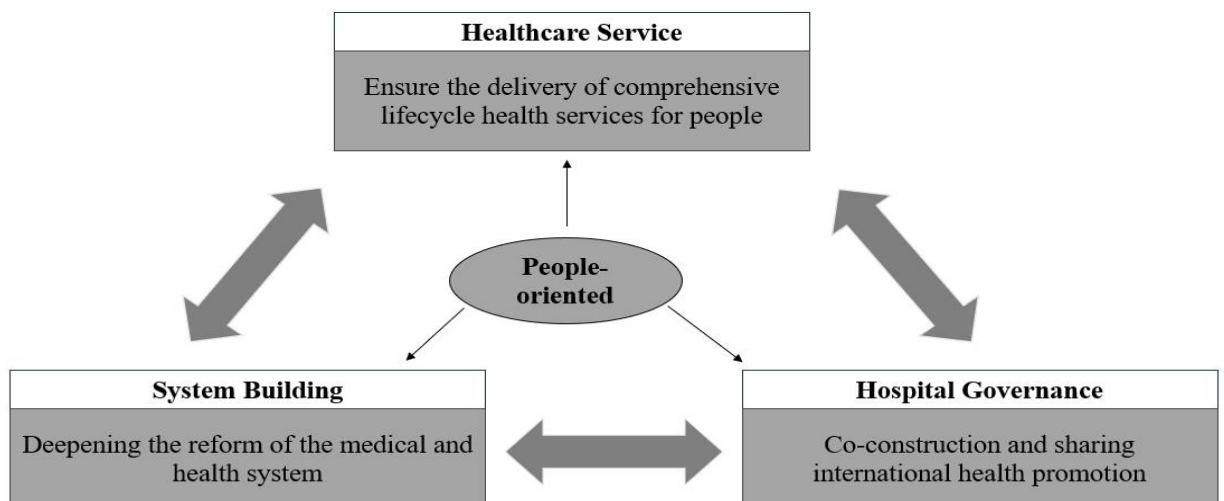 Healthcare Service
Ensure the delivery of comprehensive
lifecycle health services for people
People-
oriented
System Building
Deepening the reform of the medical and
health system
Hospital Governance
Co-construction and sharing
international health promotion